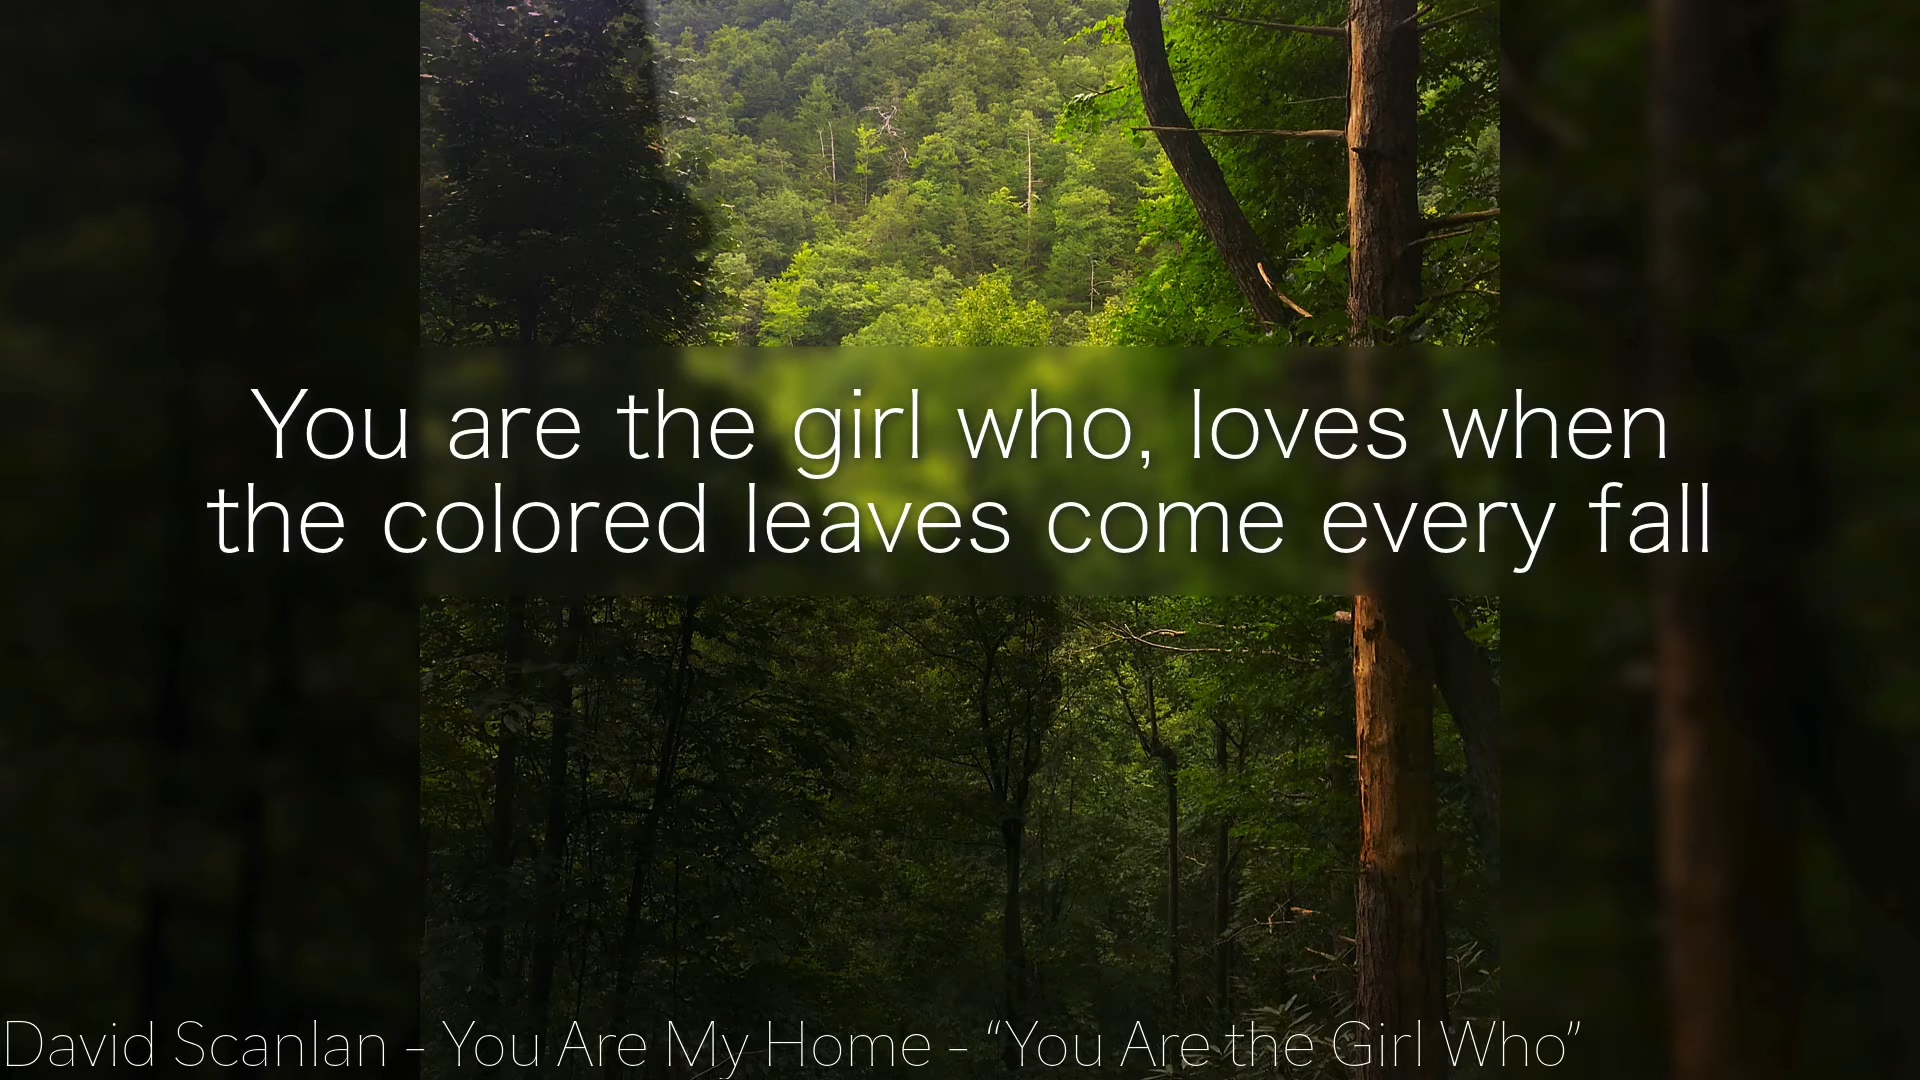 You are the girl who, loves when
the colored leaves come every fall
David Scanlan – You Are My Home – “You Are the Girl Who”